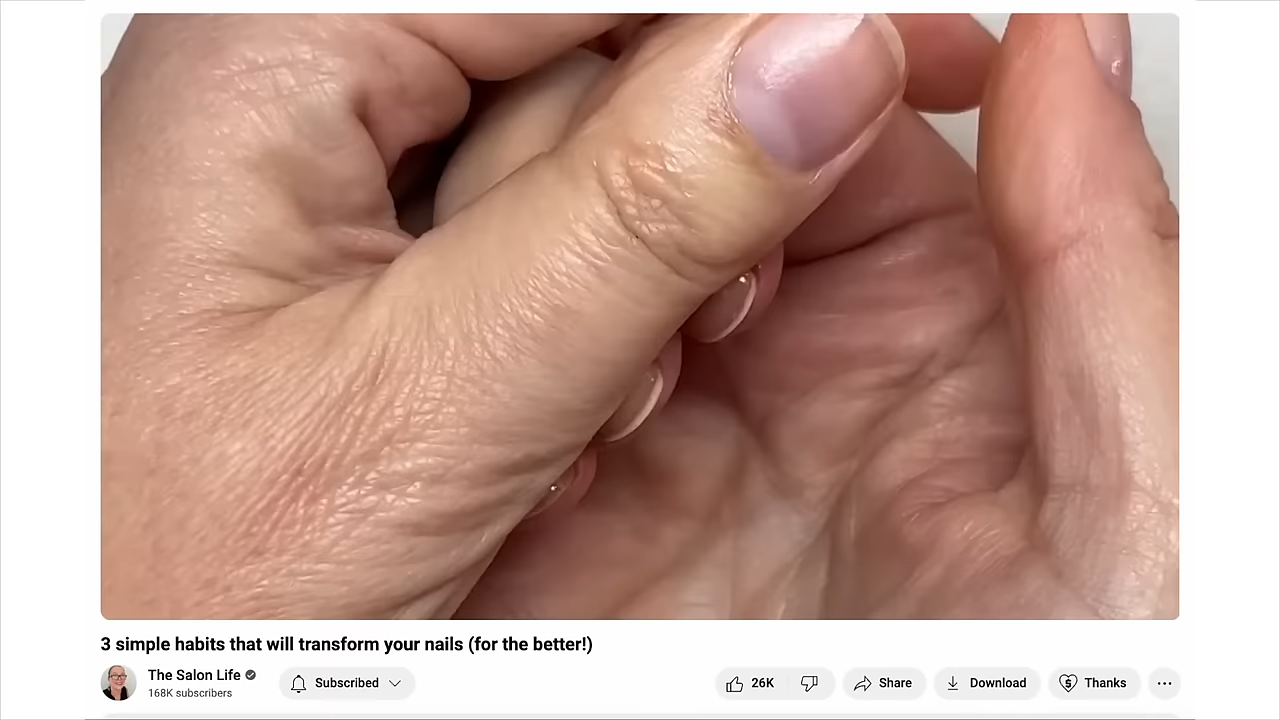 3 simple habits that will transform your nails (for the better!)
The Salon Life
168K subscribers
Subscribed
26K
Share
Download
Thanks